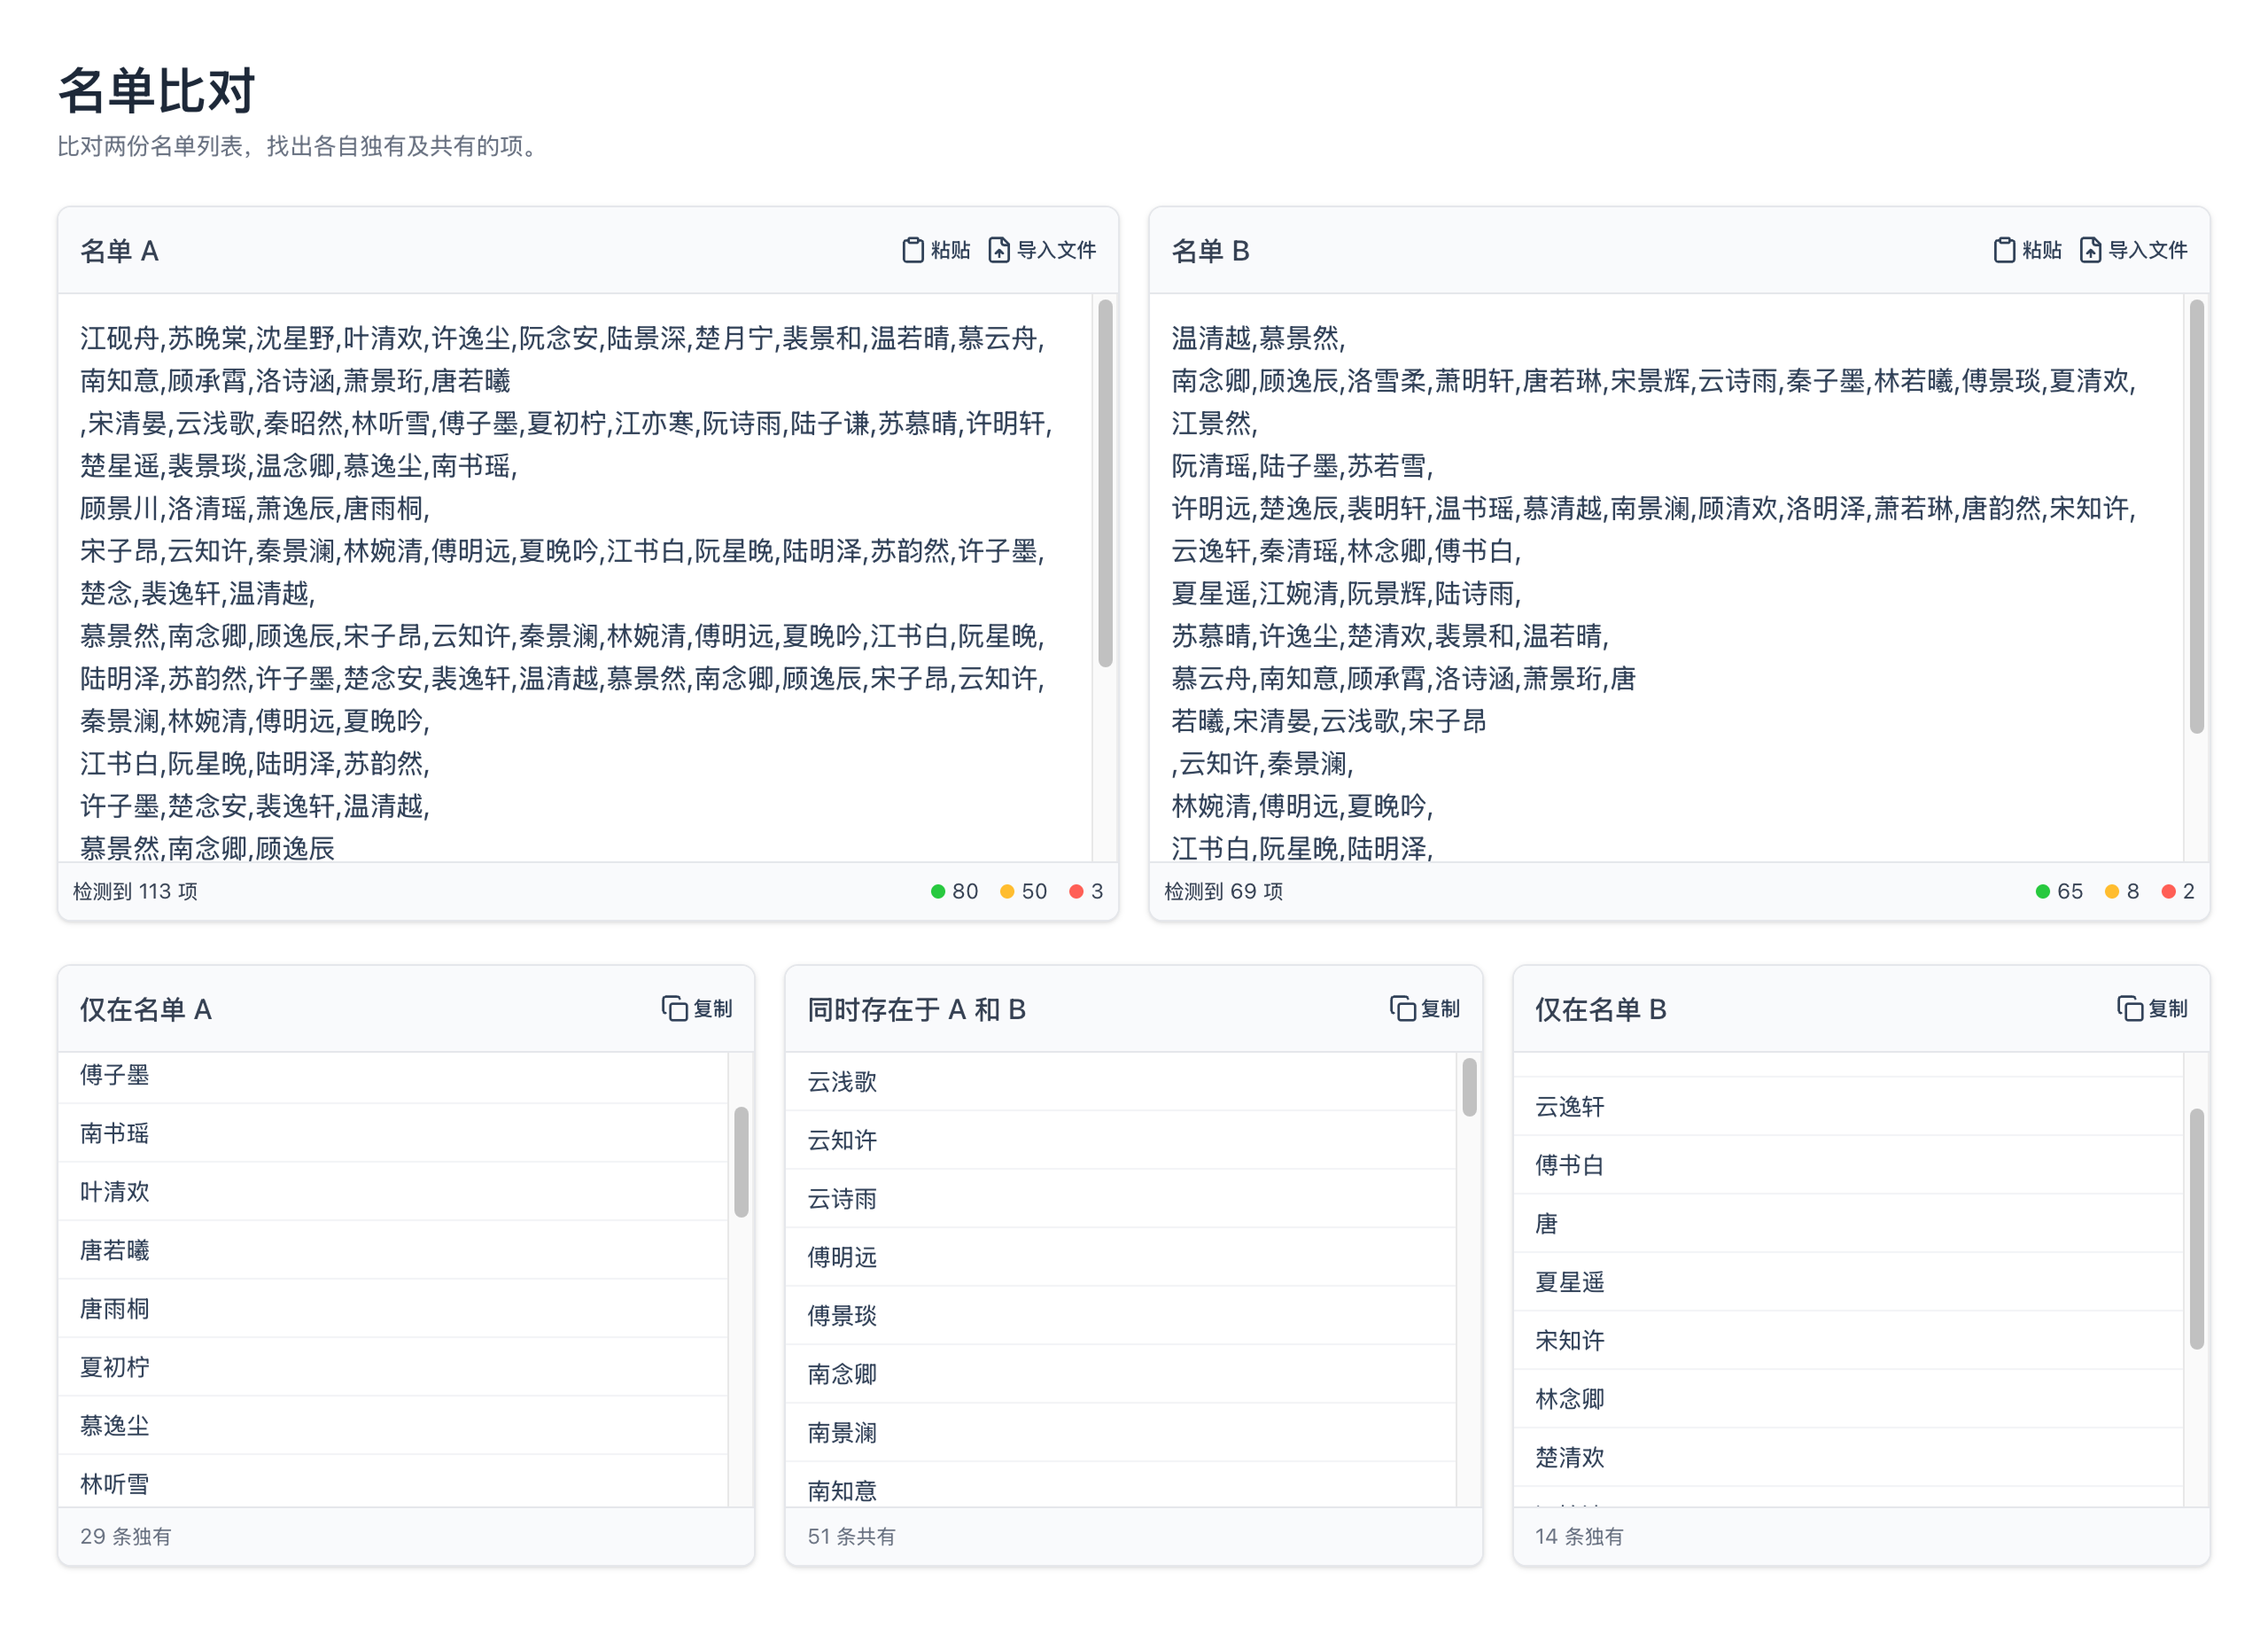 名单比对
比对两份名单列表，找出各自独有及共有的项。
名单 A
粘贴
导入文件
江砚舟,苏晚棠,沈星野,叶清欢,许逸尘,阮念安,陆景深,楚月宁,裴景和,温若晴,慕云舟,
南知意,顾承霄,洛诗涵,萧景珩,唐若曦
,宋清晏,云浅歌,秦昭然,林听雪,傅子墨,夏初柠,江亦寒,阮诗雨,陆子谦,苏慕晴,许明轩,
楚星遥,裴景琰,温念卿,慕逸尘,南书瑶,
顾景川,洛清瑶,萧逸辰,唐雨桐,
宋子昂,云知许,秦景澜,林婉清,傅明远,夏晚吟,江书白,阮星晚,陆明泽,苏韵然,许子墨,
楚念,裴逸轩,温清越,
慕景然,南念卿,顾逸辰,宋子昂,云知许,秦景澜,林婉清,傅明远,夏晚吟,江书白,阮星晚,
陆明泽,苏韵然,许子墨,楚念安,裴逸轩,温清越,慕景然,南念卿,顾逸辰,宋子昂,云知许,
秦景澜,林婉清,傅明远,夏晚吟,
江书白,阮星晚,陆明泽,苏韵然,
许子墨,楚念安,裴逸轩,温清越,
慕景然,南念卿,顾逸辰
检测到 113 项
80
50
3
名单 B
粘贴
导入文件
温清越,慕景然,
南念卿,顾逸辰,洛雪柔,萧明轩,唐若琳,宋景辉,云诗雨,秦子墨,林若曦,傅景琰,夏清欢,
江景然,
阮清瑶,陆子墨,苏若雪,
许明远,楚逸辰,裴明轩,温书瑶,慕清越,南景澜,顾清欢,洛明泽,萧若琳,唐韵然,宋知许,
云逸轩,秦清瑶,林念卿,傅书白,
夏星遥,江婉清,阮景辉,陆诗雨,
苏慕晴,许逸尘,楚清欢,裴景和,温若晴,
慕云舟,南知意,顾承霄,洛诗涵,萧景珩,唐
若曦,宋清晏,云浅歌,宋子昂
,云知许,秦景澜,
林婉清,傅明远,夏晚吟,
江书白,阮星晚,陆明泽,
检测到 69 项
65
8
2
仅在名单 A
复制
傅子墨
南书瑶
叶清欢
唐若曦
唐雨桐
夏初柠
慕逸尘
林听雪
29 条独有
同时存在于 A 和 B
复制
云浅歌
云知许
云诗雨
傅明远
傅景琰
南念卿
南景澜
南知意
51 条共有
仅在名单 B
复制
云逸轩
傅书白
唐
夏星遥
宋知许
林念卿
楚清欢
14 条独有